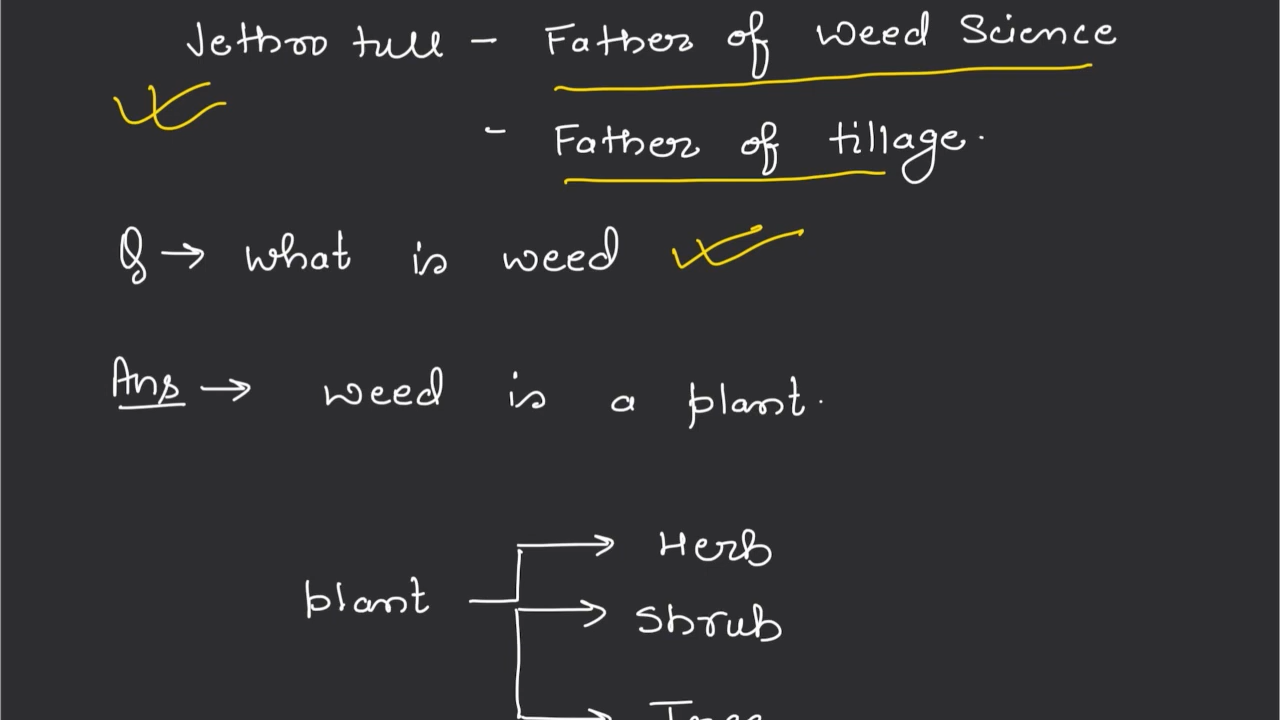 Jethro tull - Father of weed Science
- Father of tillage.
Q → what is weed
Ans → weed is a plant.
Herb
plant
Shrub
Tree